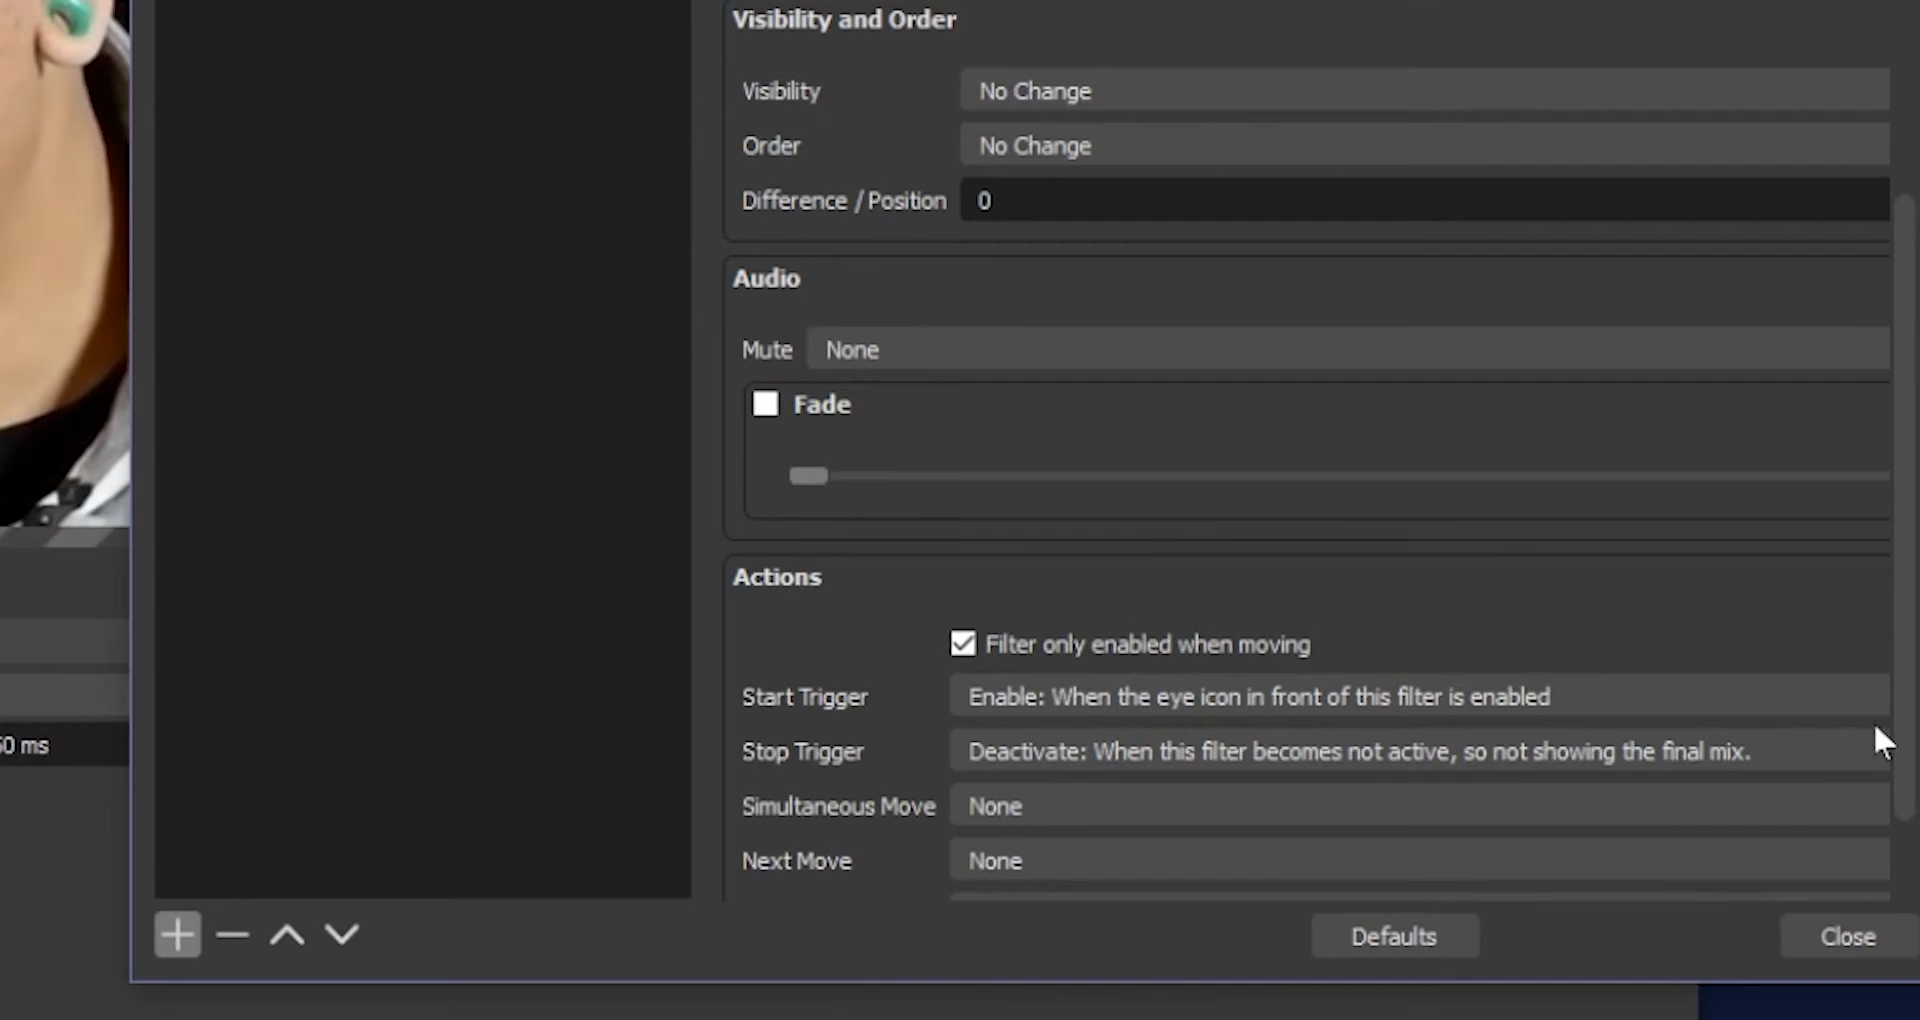 Visibility and Order
Visibility No Change
Order No Change
Difference / Position 0
Audio
Mute None
Fade
Actions
Filter only enabled when moving
Start Trigger Enable: When the eye icon in front of this filter is enabled
Stop Trigger Deactivate: When this filter becomes not active, so not showing the final mix.
0 ms
Simultaneous Move None
Next Move None
Defaults Close